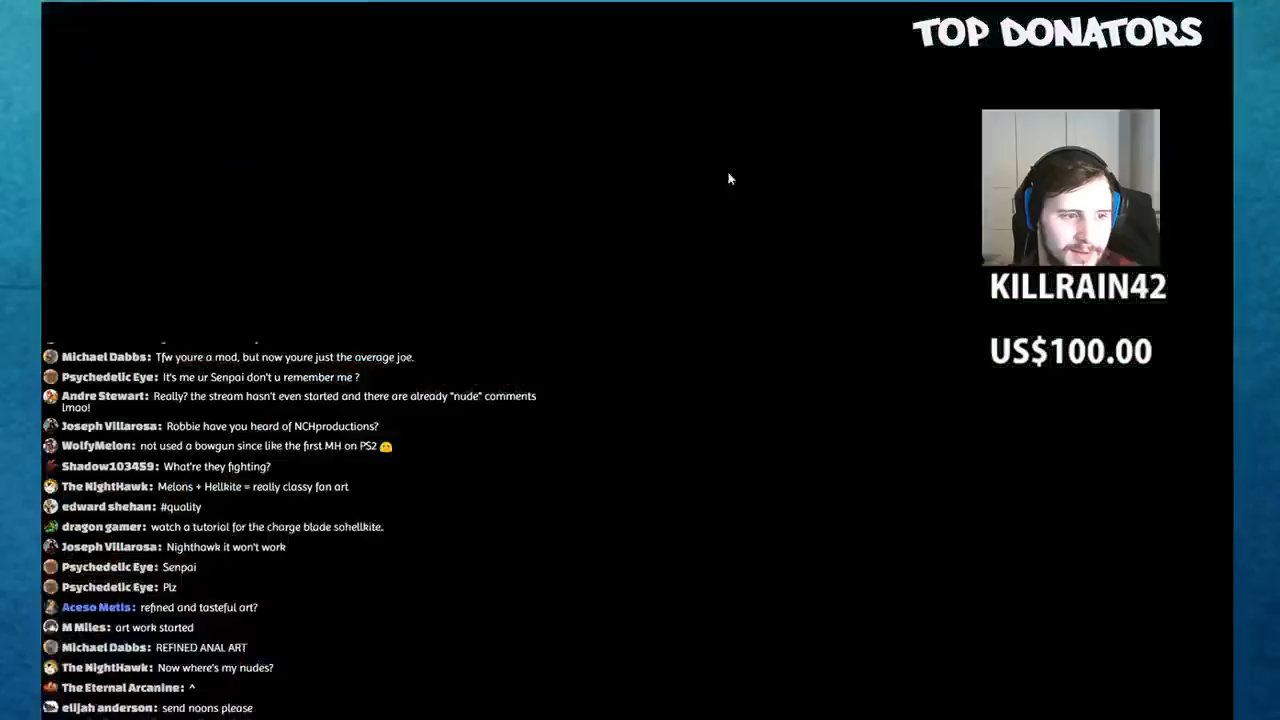 TOP DONATORS
KILLRAIN42
US$100.00
Michael Dabbs: Tfw youre a mod, but now youre just the average joe.
Psychedelic Eye: It's me ur Senpai don't u remember me ?
Andre Stewart: Really? the stream hasn't even started and there are already "nude" comments
lmao!
Joseph Villarosa: Robbie have you heard of NCHproductions?
WolfyMelon: not used a bowgun since like the first MH on PS2 🤗
Shadow103459: What're they fighting?
The NightHawk: Melons + Hellkite = really classy fan art
edward shehan: #quality
dragon gamer: watch a tutorial for the charge blade sohellkite.
Joseph Villarosa: Nighthawk it won't work
Psychedelic Eye: Senpai
Psychedelic Eye: Plz
Aceso Metis: refined and tasteful art?
M Miles: art work started
Michael Dabbs: REFINED ANAL ART
The NightHawk: Now where's my nudes?
The Eternal Arcanine: ^
elijah anderson: send noons please